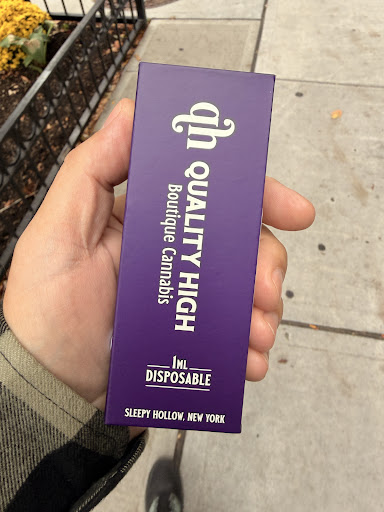 qh
QUALITY HIGH
Boutique Cannabis
1ML
DISPOSABLE
SLEEPY HOLLOW, NEW YORK